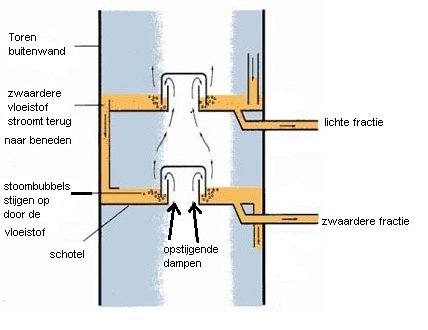 Toren
buitenwand
zwaardere
vloeistof
stroomt terug
naar beneden
lichte fractie
stoombubbels
stijgen op
door de
vloeistof
zwaardere fractie
schotel
opstijgende
dampen